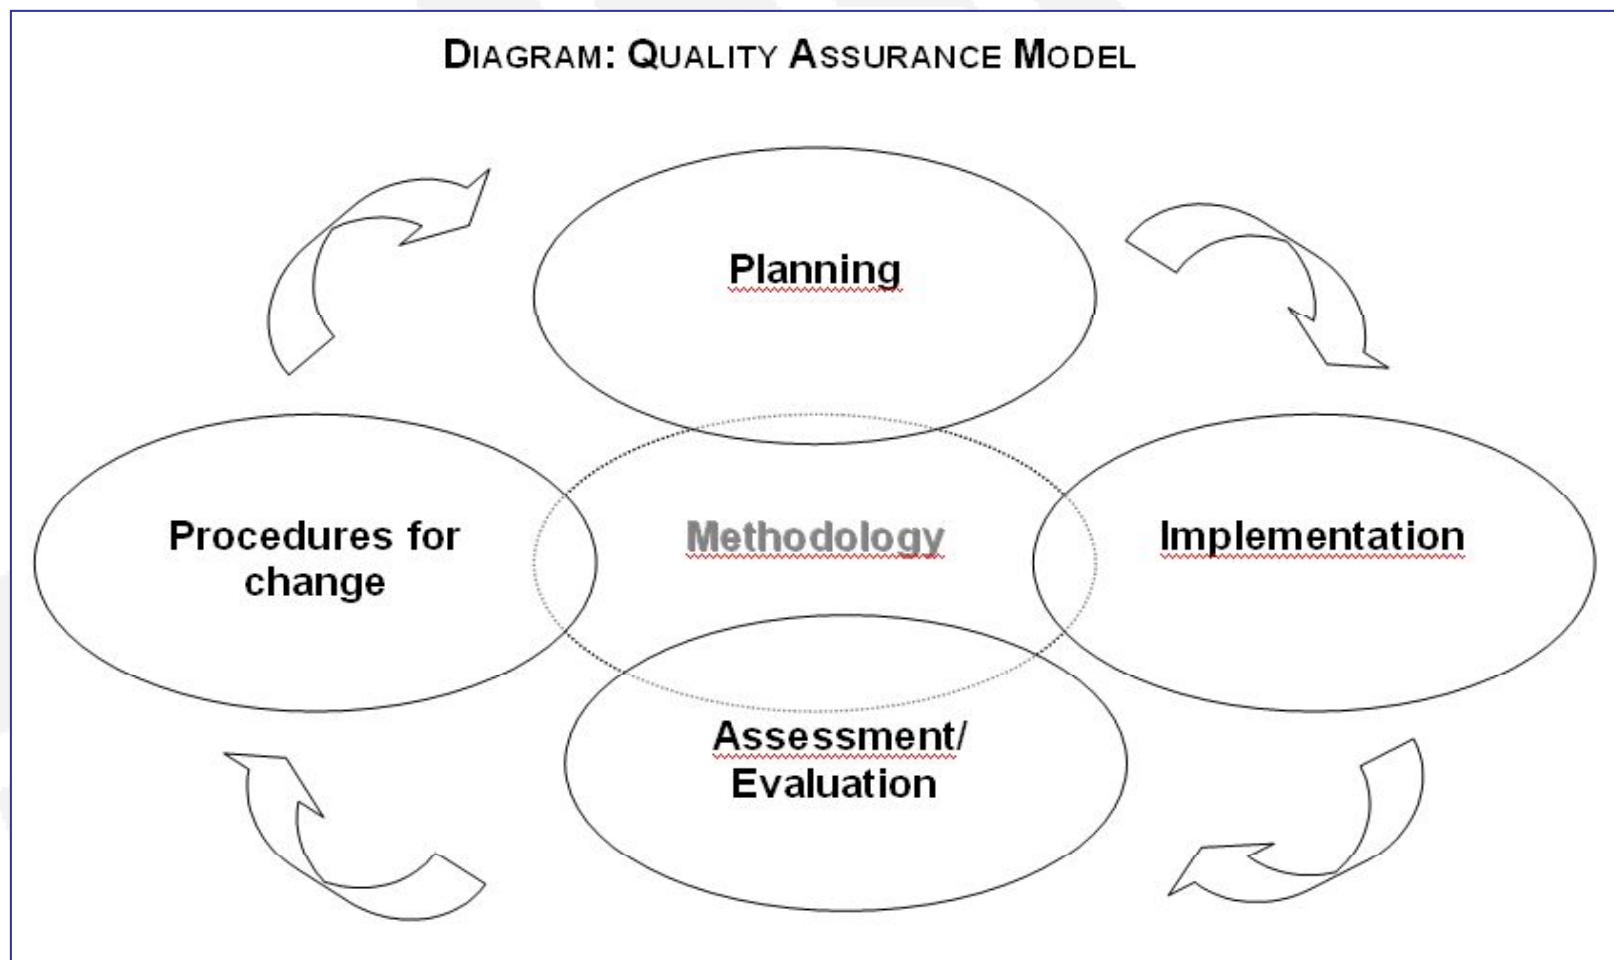 DIAGRAM: QUALITY ASSURANCE MODEL
Planning
Procedures for
change
Methodology
Implementation
Assessment/
Evaluation